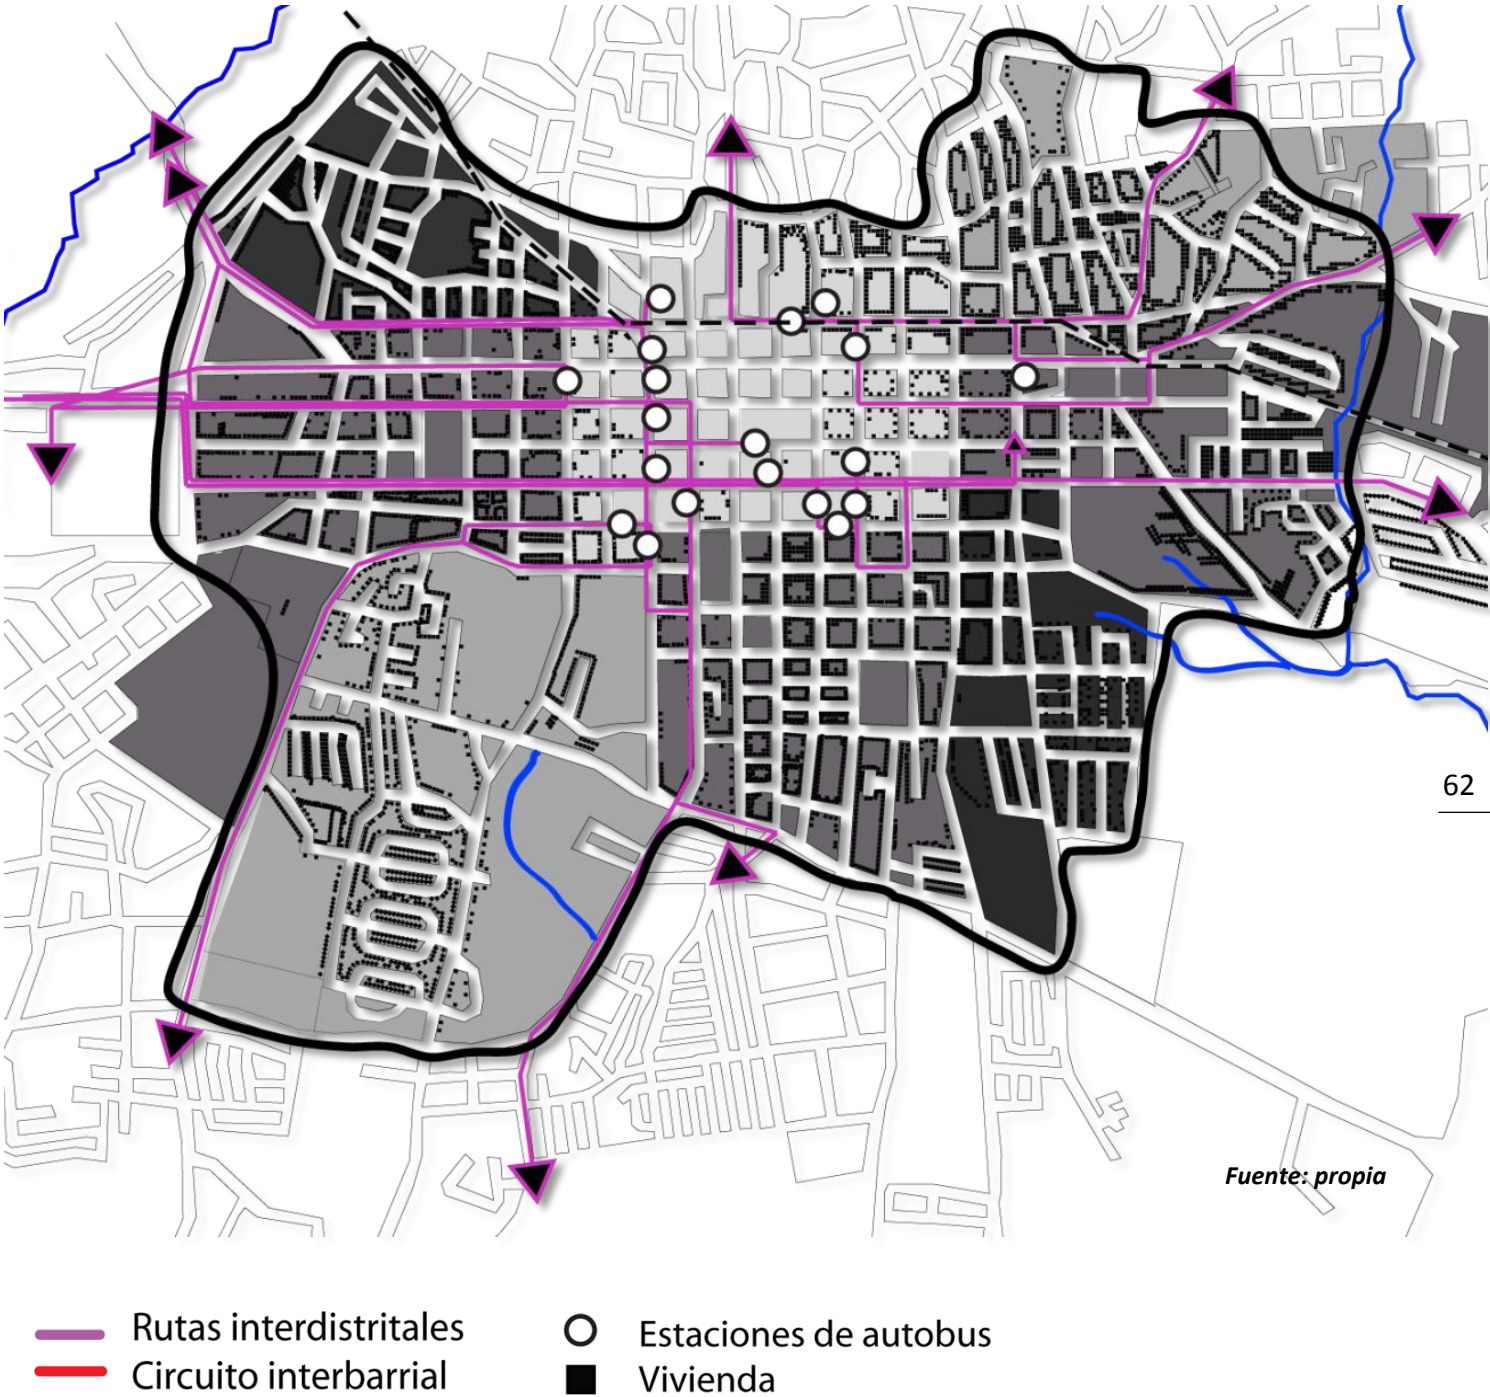 62
Fuente: propia
Rutas interdistritales
Circuito interbarrial
Estaciones de autobus
Vivienda